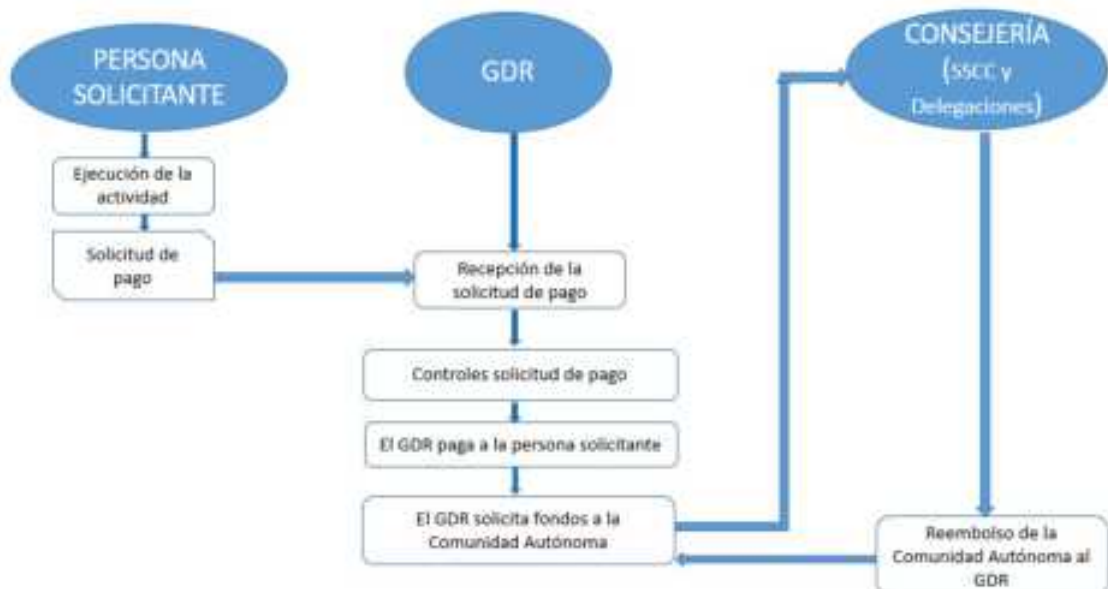 PERSONA
SOLICITANTE
GDR
CONSEJERÍA
(SSCC y
Delegaciones)
Ejecución de la
actividad
Solicitud de
pago
Recepción de la
solicitud de pago
Controles solicitud de pago
El GDR paga a la persona solicitante
El GDR solicita fondos a la
Comunidad Autónoma
Reembolso de la
Comunidad Autónoma al
GDR